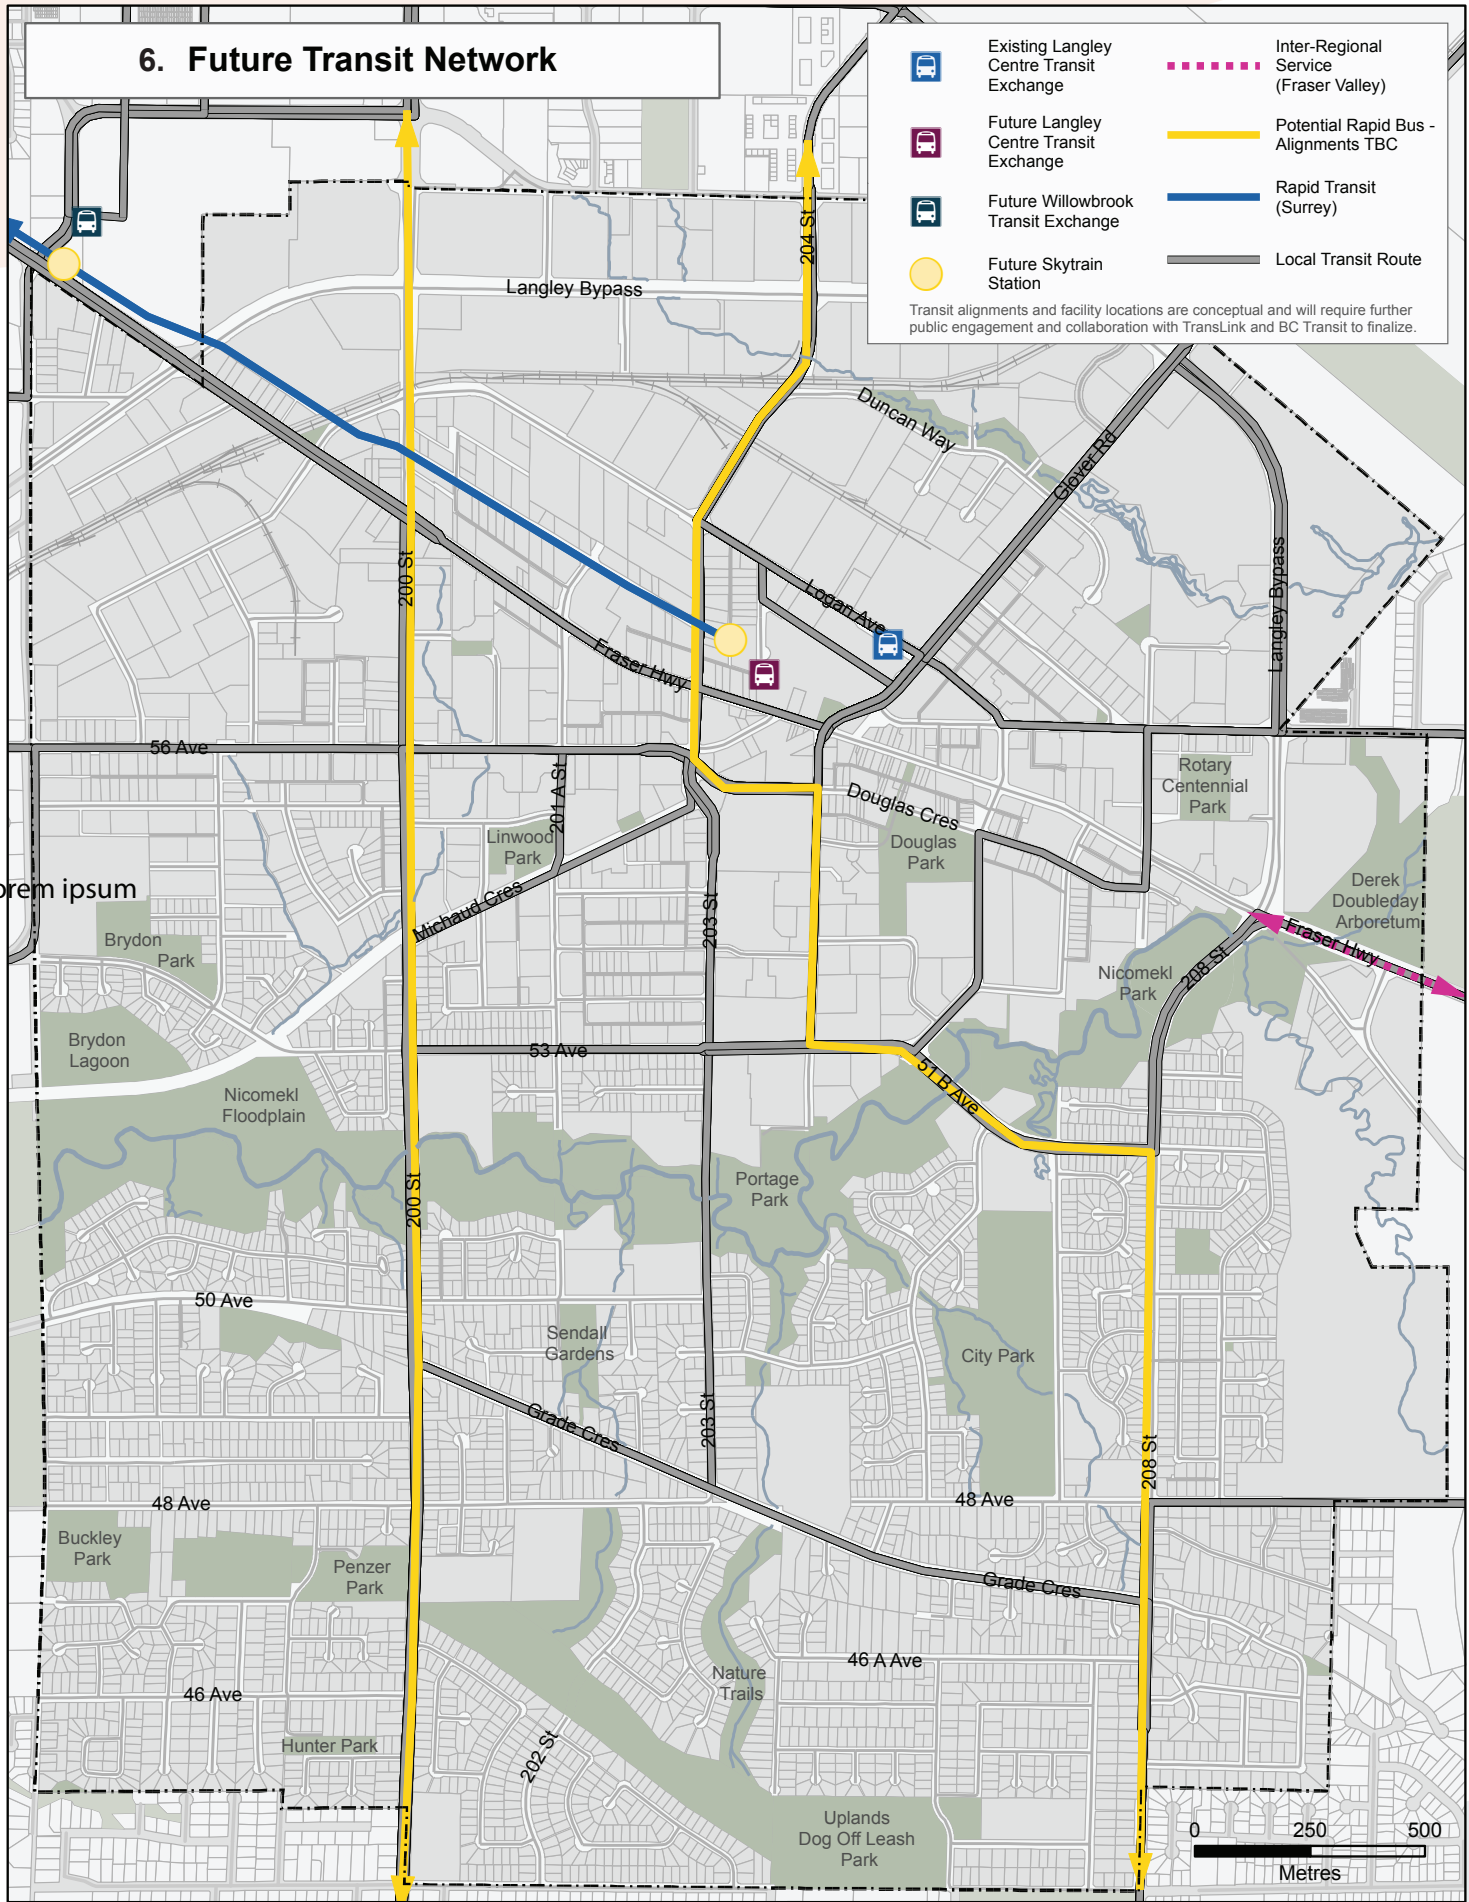 6. Future Transit Network
Existing Langley
Centre Transit
Exchange
Future Langley
Centre Transit
Exchange
Future Willowbrook
Transit Exchange
Future Skytrain
Station
Inter-Regional
Service
(Fraser Valley)
Potential Rapid Bus -
Alignments TBC
Rapid Transit
(Surrey)
Local Transit Route
Transit alignments and facility locations are conceptual and will require further
public engagement and collaboration with TransLink and BC Transit to finalize.
204 St
Langley Bypass
Duncan Way
Glover Rd
200 St
Logan Ave
Langley Bypass
Fraser Hwy
56 Ave
201 A St
Rotary
Centennial
Park
Douglas Cres
Linwood
Park
Douglas
Park
orem ipsum
Derek
Doubleday
Arboretum
Michaud Cres
203 St
Brydon
Park
Fraser Hwy
208 St
Nicomekl
Park
Brydon
Lagoon
53 Ave
51 B Ave
Nicomekl
Floodplain
200 St
Portage
Park
50 Ave
Sendall
Gardens
City Park
Grade Cres
203 St
208 St
48 Ave
48 Ave
Buckley
Park
Penzer
Park
Grade Cres
46 A Ave
Nature
Trails
46 Ave
Hunter Park
202 St
Uplands
Dog Off Leash
Park
0 250 500
Metres